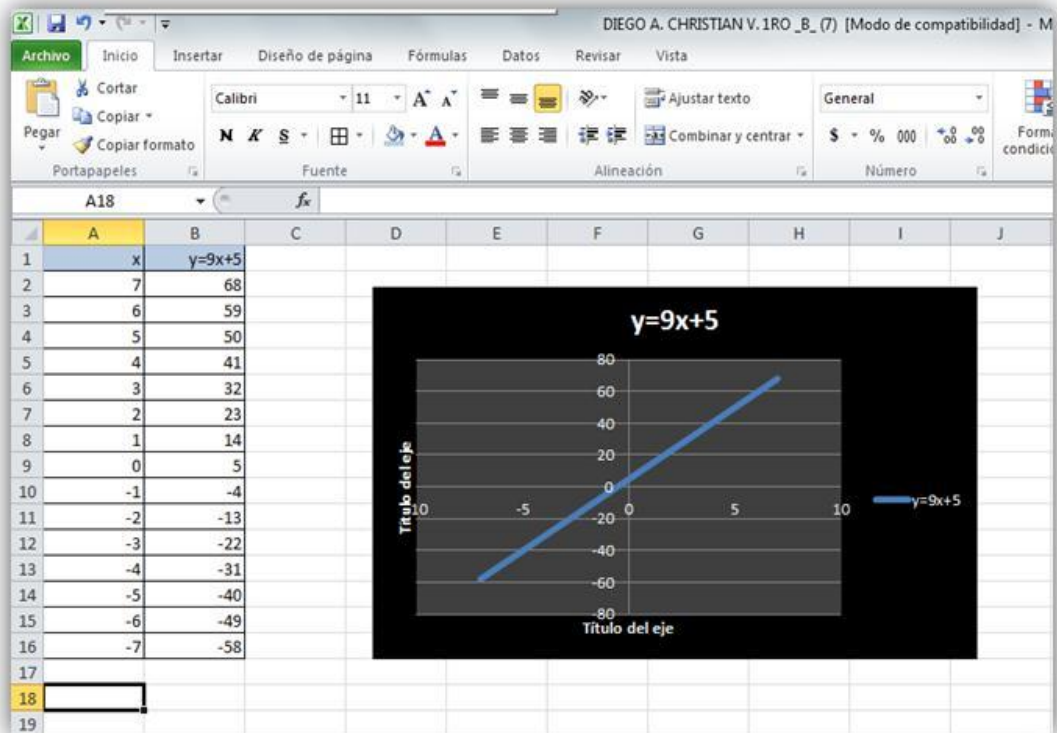 DIEGO A. CHRISTIAN V. 1RO _B_ (7) [Modo de compatibilidad] - M
Archivo Inicio Insertar Diseño de página Fórmulas Datos Revisar Vista
Pegar
Cortar
Copiar
Copiar formato
Portapapeles
Calibri 11
N K S
Fuente
Ajustar texto
Combinar y centrar
Alineación
General
$ % 000
Número
A18 fx
A B C D E F G H I J
1 x y=9x+5
2 7 68
3 6 59
4 5 50
5 4 41
6 3 32
7 2 23
8 1 14
9 0 5
10 -1 -4
11 -2 -13
12 -3 -22
13 -4 -31
14 -5 -40
15 -6 -49
16 -7 -58
17
18
19
y=9x+5
80
60
40
20
0
-20
-40
-60
-80
-10 -5 0 5 10
Título del eje
Título del eje
y=9x+5